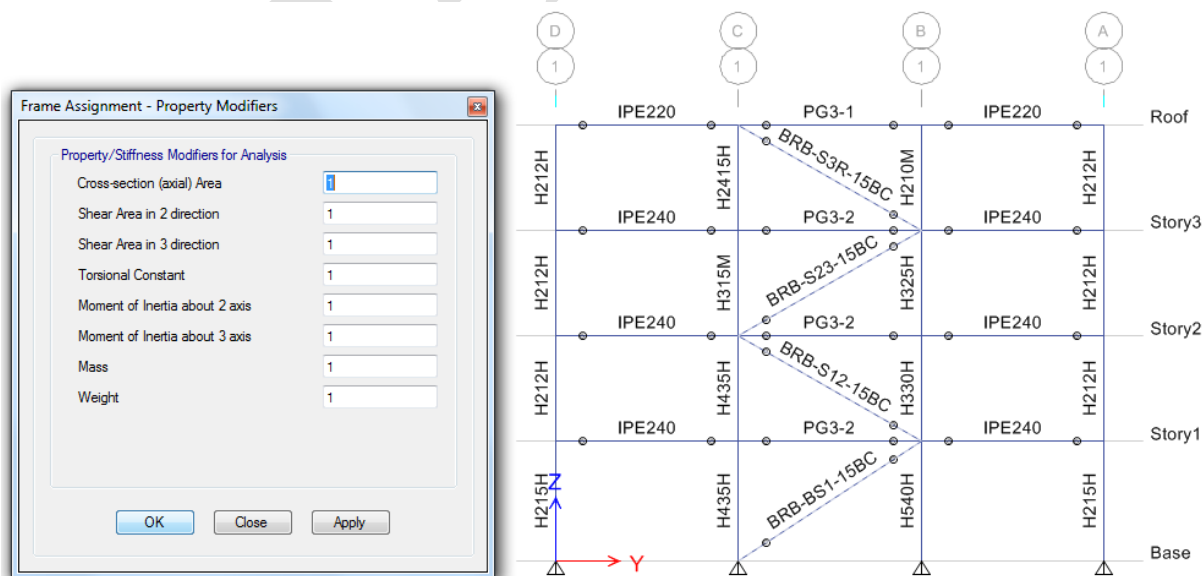 Frame Assignment - Property Modifiers
Property/Stiffness Modifiers for Analysis
Cross-section (axial) Area 1
Shear Area in 2 direction 1
Shear Area in 3 direction 1
Torsional Constant 1
Moment of Inertia about 2 axis 1
Moment of Inertia about 3 axis 1
Mass 1
Weight 1
OK Close Apply
D C B A
1 1 1 1
IPE220 PG3-1 IPE220 Roof
H212H H2415H BRB-S3R-15BC H210M H212H
IPE240 PG3-2 IPE240 Story3
H212H H315M BRB-S23-15BC H325H H212H
IPE240 PG3-2 IPE240 Story2
H212H H435H BRB-S12-15BC H330H H212H
IPE240 PG3-2 IPE240 Story1
H215H H435H BRB-BS1-15BC H540H H215H
Z
Y
Base